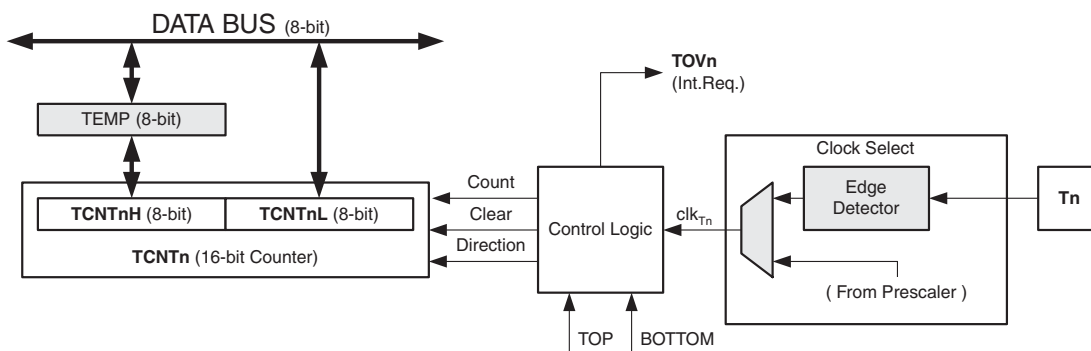 DATA BUS (8-bit)
TOVn
(Int.Req.)
TEMP (8-bit)
Clock Select
Count
TCNTnH (8-bit) TCNTnL (8-bit)
Clear
Control Logic
clkTn
Edge
Detector
Tn
TCNTn (16-bit Counter)
Direction
( From Prescaler )
TOP
BOTTOM